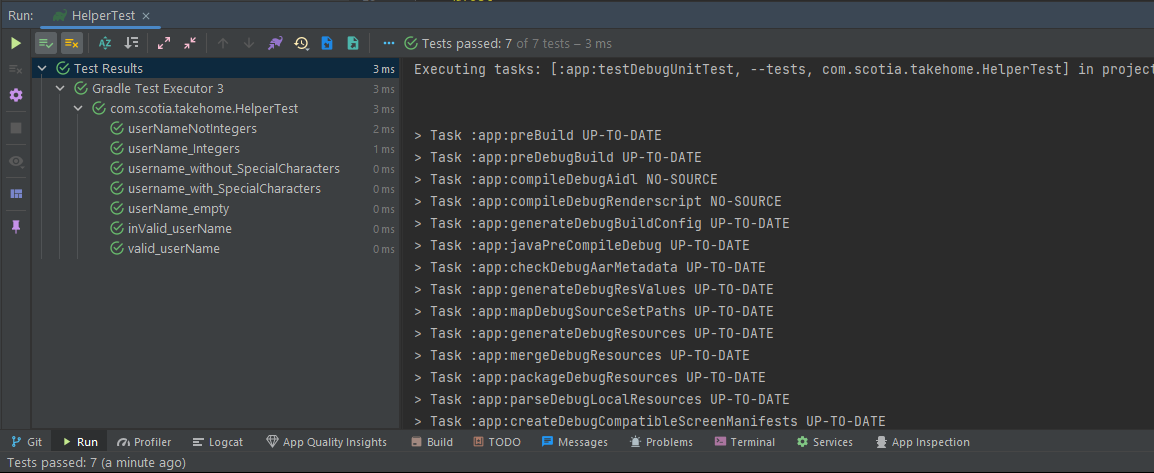 Run: HelperTest ×
Tests passed: 7 of 7 tests – 3 ms
Test Results 3 ms
Gradle Test Executor 3 3 ms
com.scotia.takehome.HelperTest 3 ms
userNameNotIntegers 2 ms
userName_Integers 1 ms
username_without_SpecialCharacters 0 ms
username_with_SpecialCharacters 0 ms
userName_empty 0 ms
inValid_userName 0 ms
valid_userName 0 ms
Executing tasks: [:app:testDebugUnitTest, --tests, com.scotia.takehome.HelperTest] in project
> Task :app:preBuild UP-TO-DATE
> Task :app:preDebugBuild UP-TO-DATE
> Task :app:compileDebugAidl NO-SOURCE
> Task :app:compileDebugRenderscript NO-SOURCE
> Task :app:generateDebugBuildConfig UP-TO-DATE
> Task :app:javaPreCompileDebug UP-TO-DATE
> Task :app:checkDebugAarMetadata UP-TO-DATE
> Task :app:generateDebugResValues UP-TO-DATE
> Task :app:mapDebugSourceSetPaths UP-TO-DATE
> Task :app:generateDebugResources UP-TO-DATE
> Task :app:mergeDebugResources UP-TO-DATE
> Task :app:packageDebugResources UP-TO-DATE
> Task :app:parseDebugLocalResources UP-TO-DATE
> Task :app:createDebugCompatibleScreenManifests UP-TO-DATE
Git Run Profiler Logcat App Quality Insights Build TODO Messages Problems Terminal Services App Inspection
Tests passed: 7 (a minute ago)